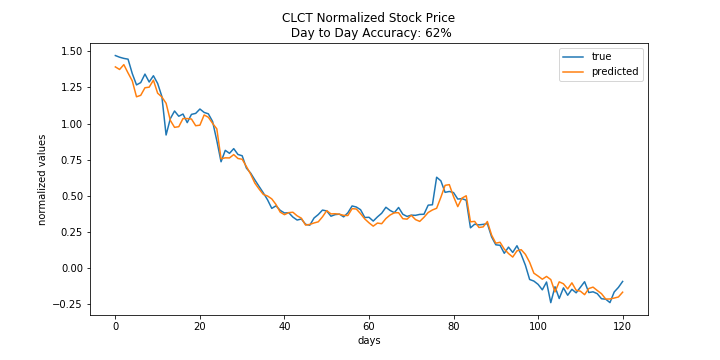 CLCT Normalized Stock Price
Day to Day Accuracy: 62%
true
predicted
normalized values
1.50
1.25
1.00
0.75
0.50
0.25
0.00
−0.25
0
20
40
60
80
100
120
days